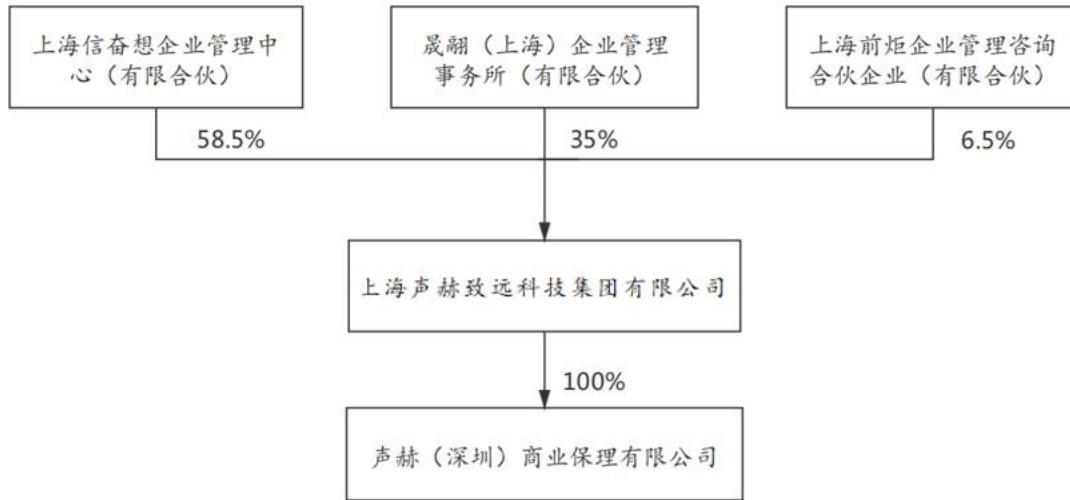 上海信奋想企业管理中
心（有限合伙）
晟翮（上海）企业管理
事务所（有限合伙）
上海前炬企业管理咨询
合伙企业（有限合伙）
58.5%
35%
6.5%
上海声赫致远科技集团有限公司
100%
声赫（深圳）商业保理有限公司